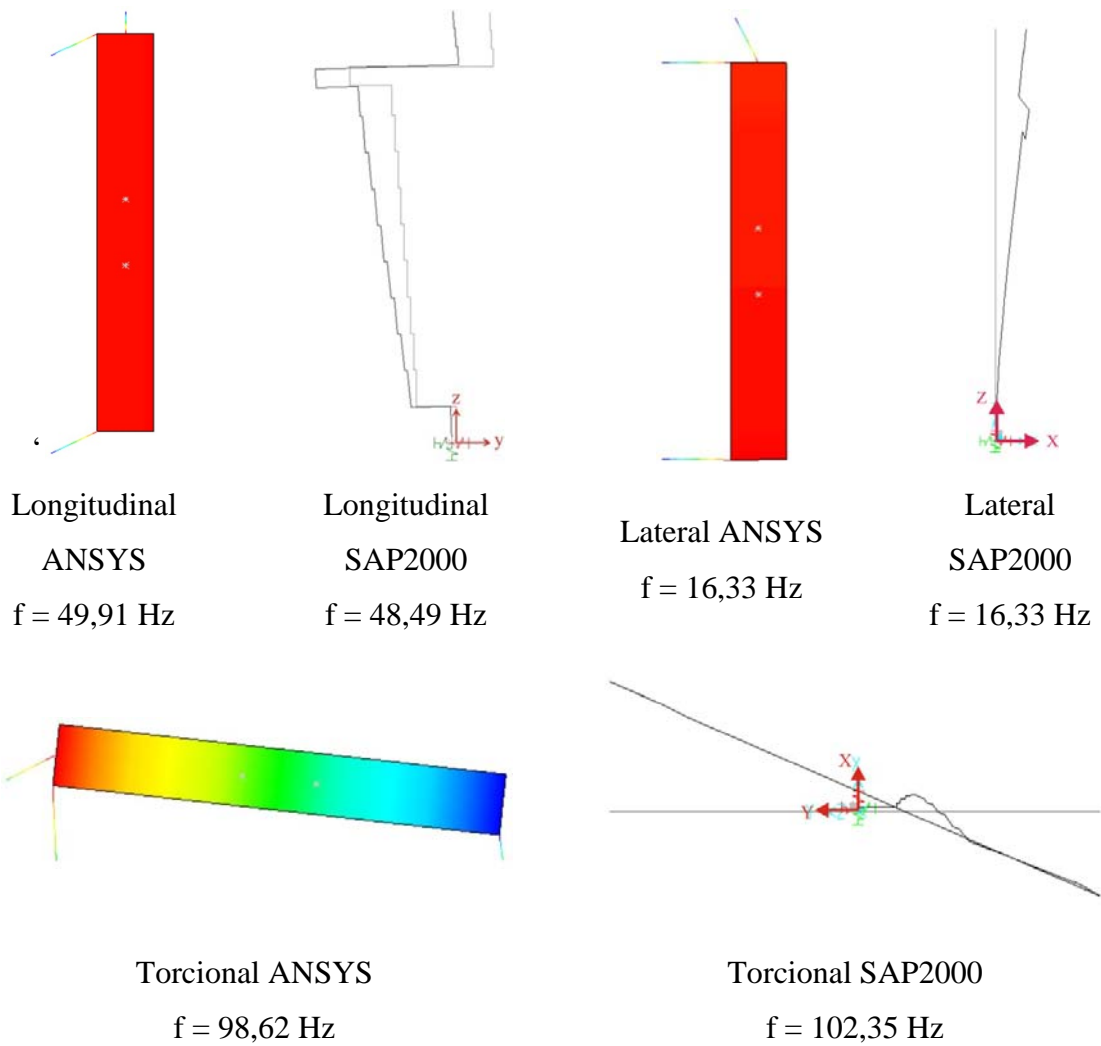 z
y
Z
X
‘
Longitudinal
ANSYS
f = 49,91 Hz
Longitudinal
SAP2000
f = 48,49 Hz
Lateral ANSYS
f = 16,33 Hz
Lateral
SAP2000
f = 16,33 Hz
X
Y
Torcional ANSYS
f = 98,62 Hz
Torcional SAP2000
f = 102,35 Hz